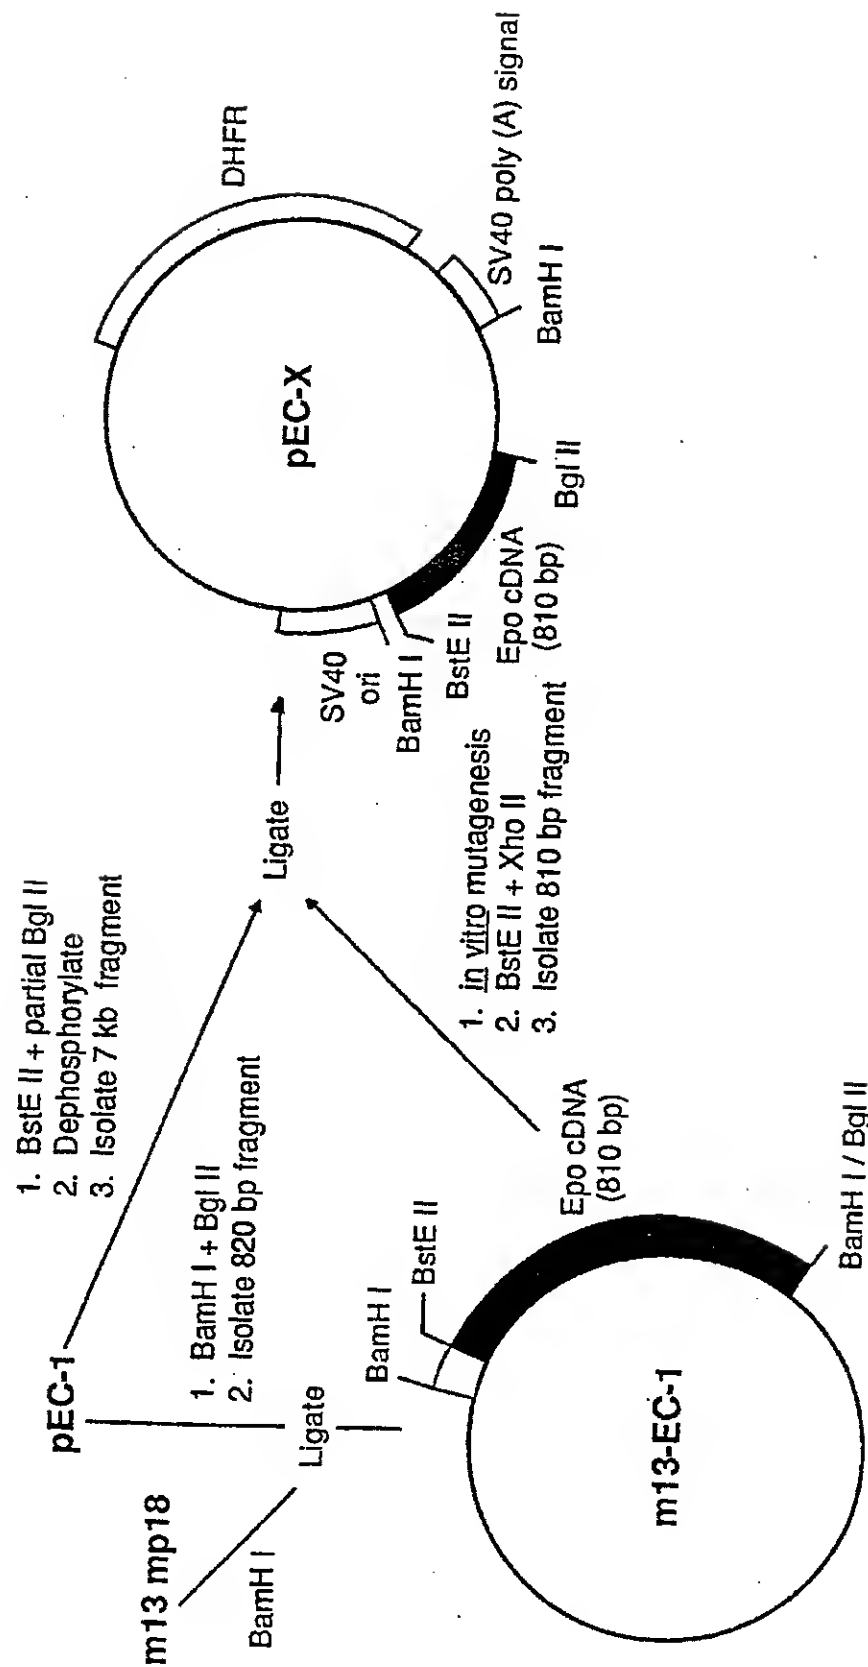 m13 mp18
BamH I
pEC-1
1. BamH I + Bgl II
2. Isolate 820 bp fragment
Ligate
1. BstE II + partial Bgl II
2. Dephosphorylate
3. Isolate 7 kb fragment
m13-EC-1
BamH I
BstE II
Epo cDNA
(810 bp)
BamH I / Bgl II
1. in vitro mutagenesis
2. BstE II + Xho II
3. Isolate 810 bp fragment
Ligate
pEC-X
DHFR
SV40 poly (A) signal
BamH I
Bgl II
Epo cDNA
(810 bp)
BstE II
BamH I
SV40
ori